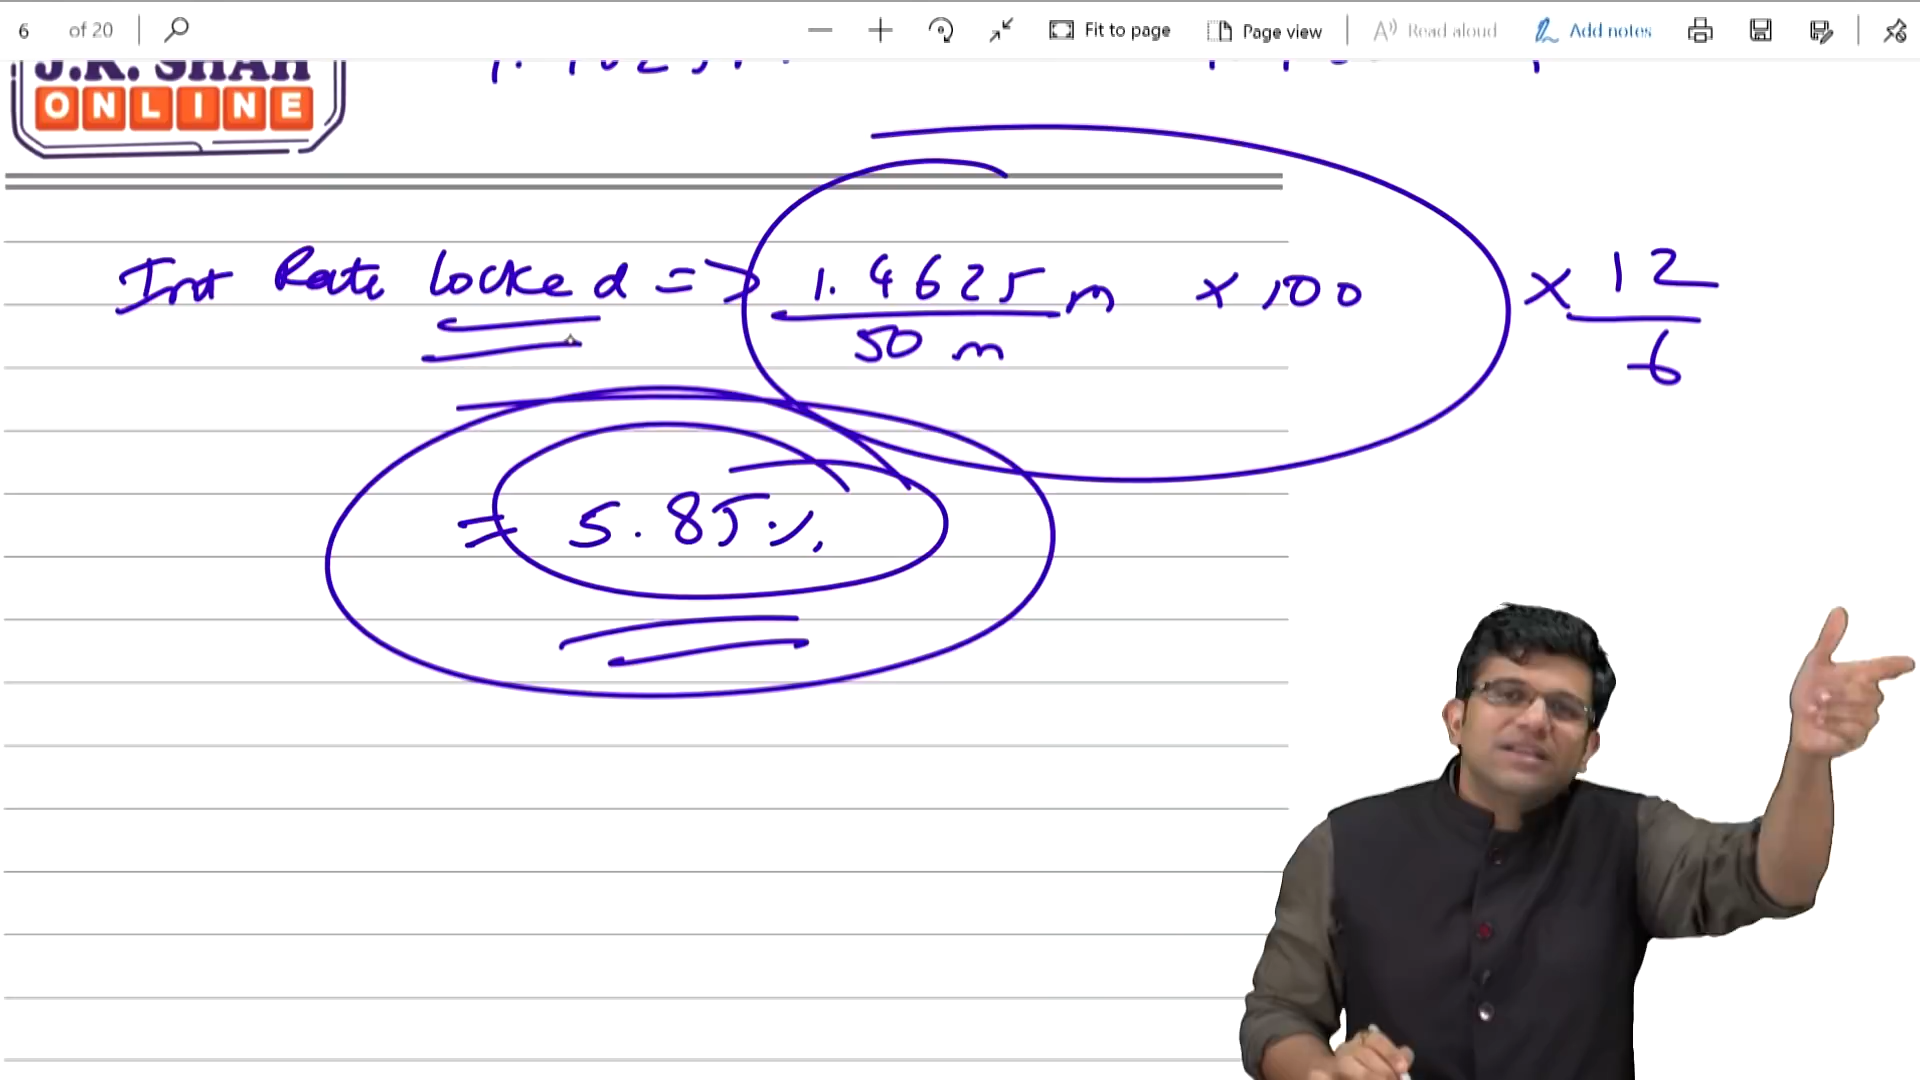 6 of 20 Fit to page Page view Read aloud Add notes
J.K. SHAH
ONLINE
Int Rate locked => 1.4625 m × 100 × 12
50 m 6
= 5.85%